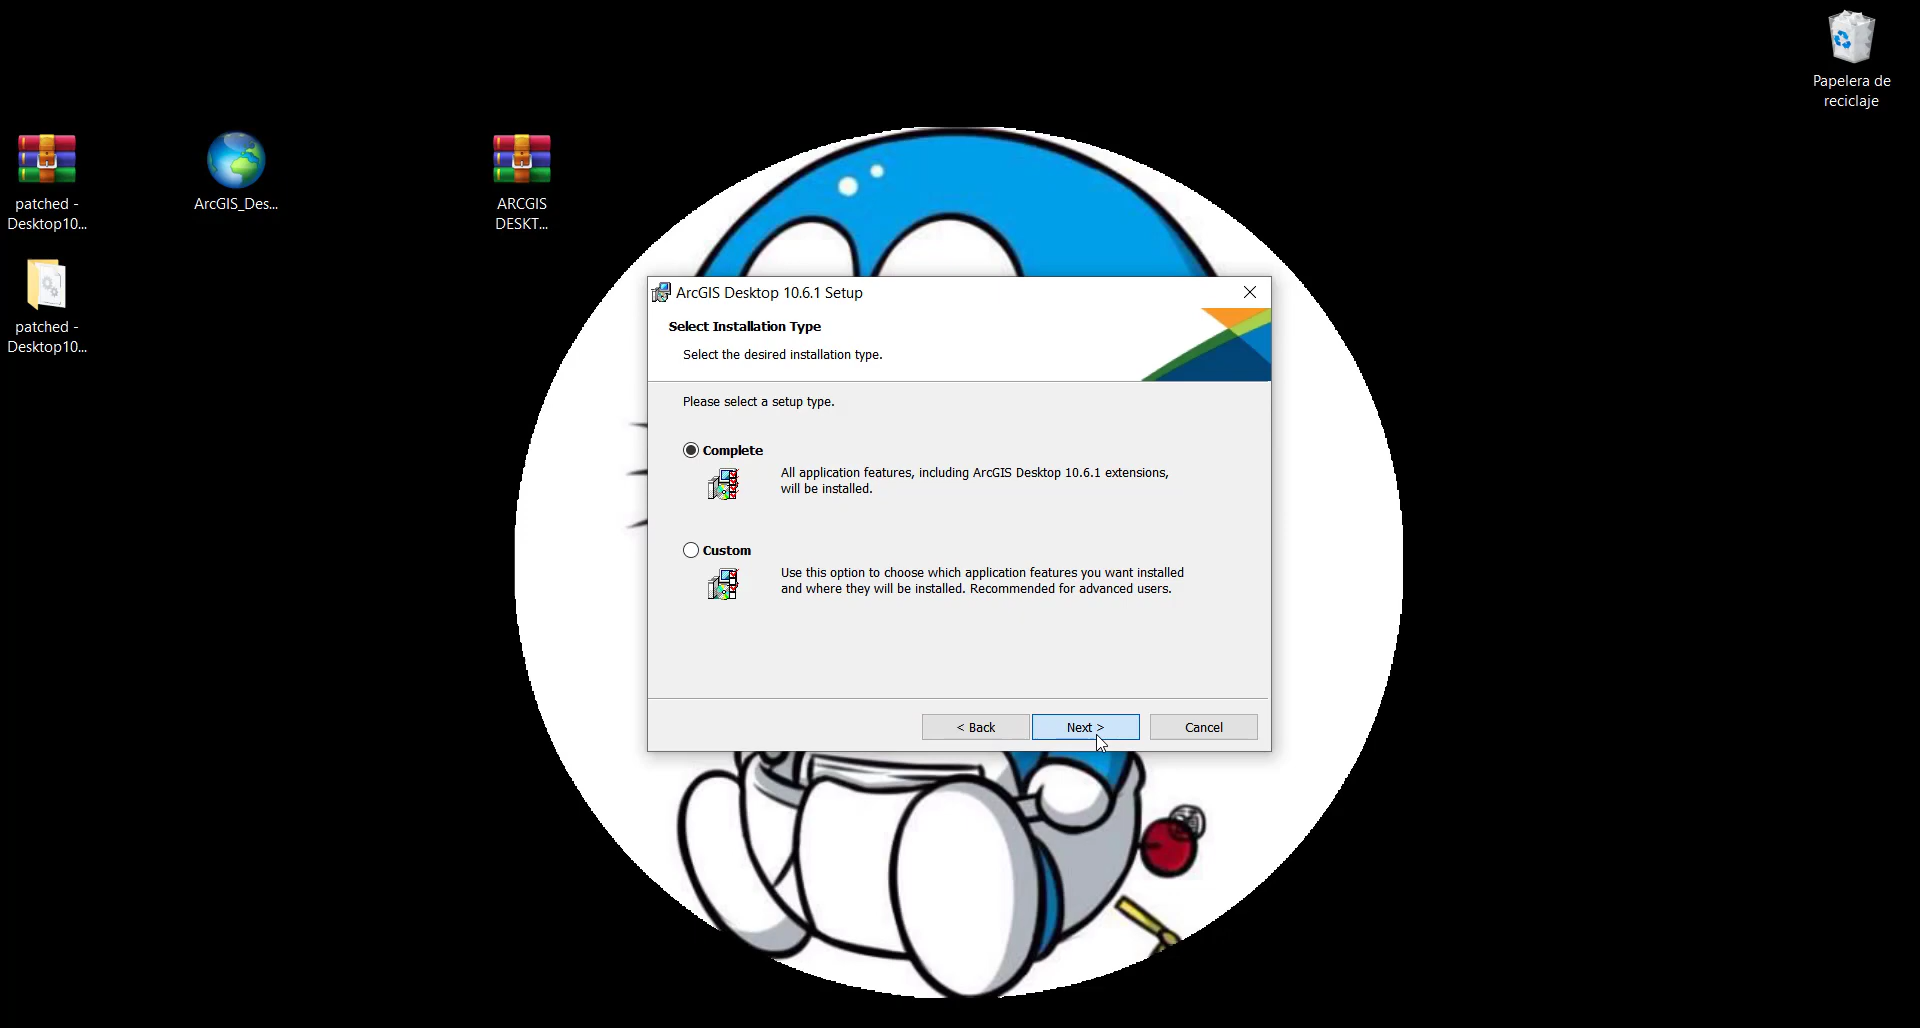 Papelera de
reciclaje
patched -
Desktop10...
ArcGIS_Des...
ARCGIS
DESKT...
patched -
Desktop10...
ArcGIS Desktop 10.6.1 Setup
Select Installation Type
Select the desired installation type.
Please select a setup type.
Complete
All application features, including ArcGIS Desktop 10.6.1 extensions,
will be installed.
Custom
Use this option to choose which application features you want installed
and where they will be installed. Recommended for advanced users.
< Back
Next >
Cancel